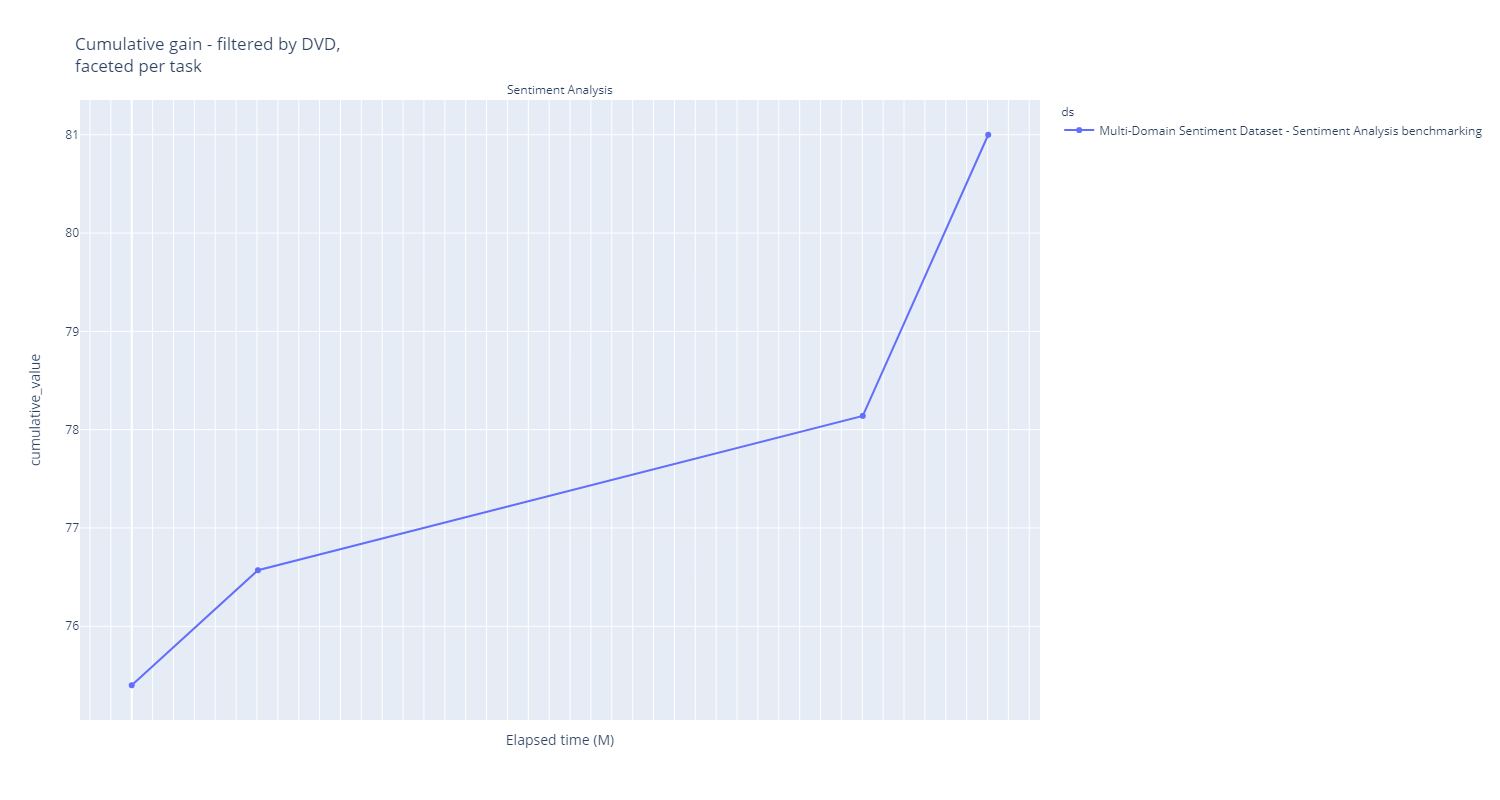 Cumulative gain - filtered by DVD,
faceted per task
Sentiment Analysis
ds
Multi-Domain Sentiment Dataset - Sentiment Analysis benchmarking
81
80
79
78
77
76
cumulative_value
Elapsed time (M)